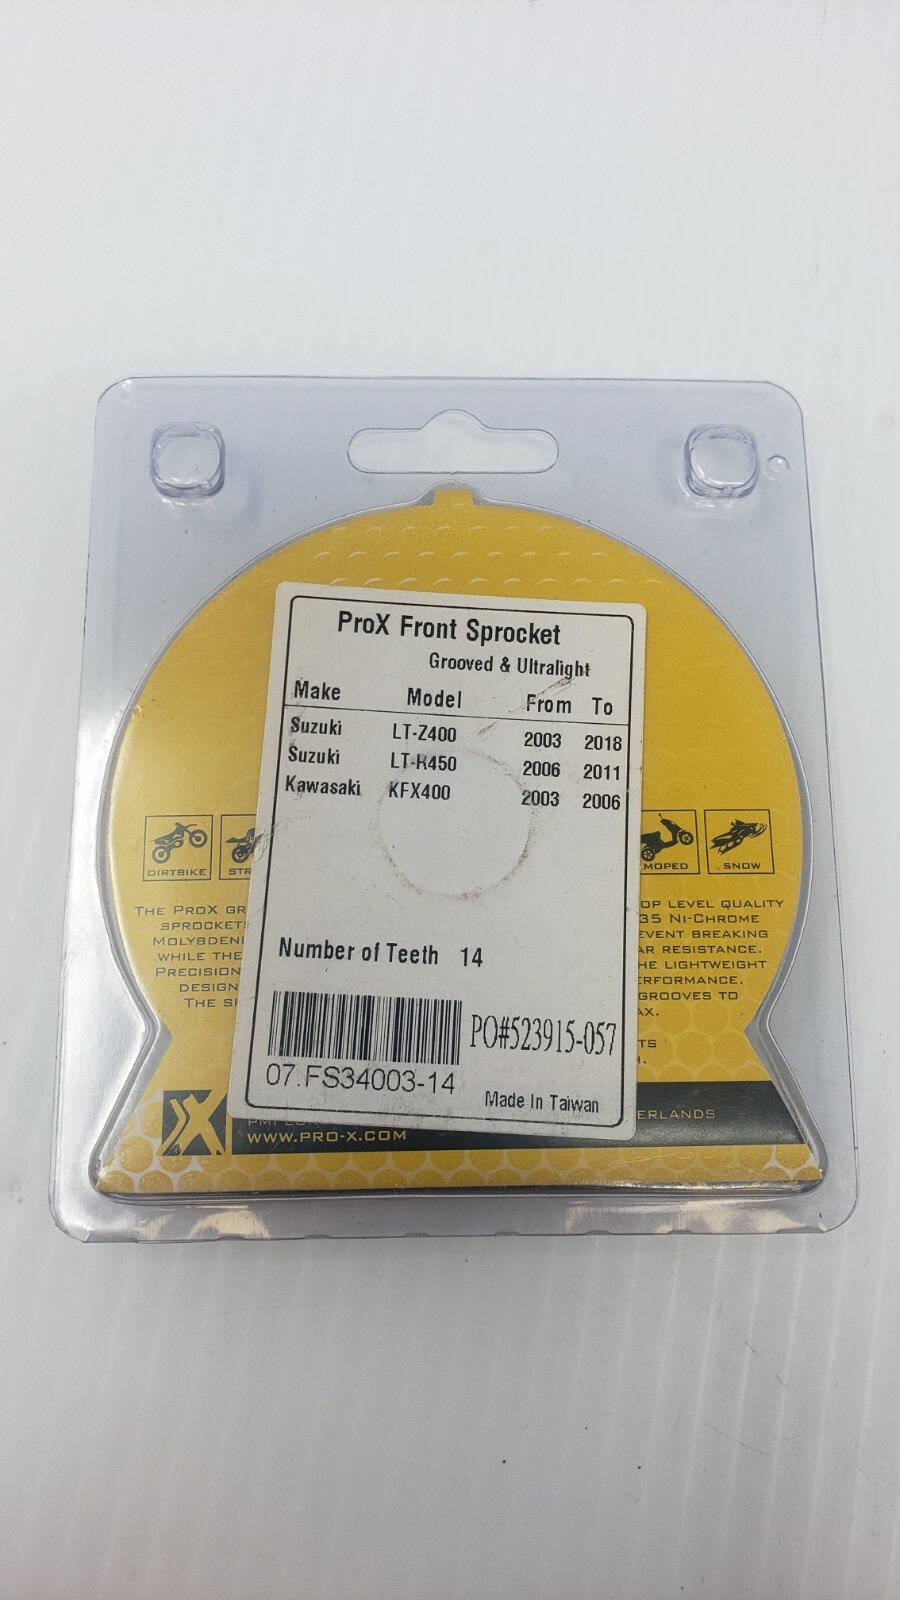 ProX Front Sprocket
Grooved & Ultralight
Make Model From To
Suzuki LT-Z400 2003 2018
Suzuki LT-R450 2006 2011
Kawasaki KFX400 2003 2006
DIRTBIKE MOPED SNOW
THE PROX OP LEVEL QUALITY
SPROCKET 35 NI-CHROME
MOLYBDEN EVENT BREAKING
WHILE THE AR RESISTANCE.
PRECISION HE LIGHTWEIGHT
DESIGN ERFORMANCE.
THE GROOVES TO
AX.
Number of Teeth 14
PO#523915-057
07.FS34003-14
Made In Taiwan
ERLANDS
WWW.PRO-X.COM